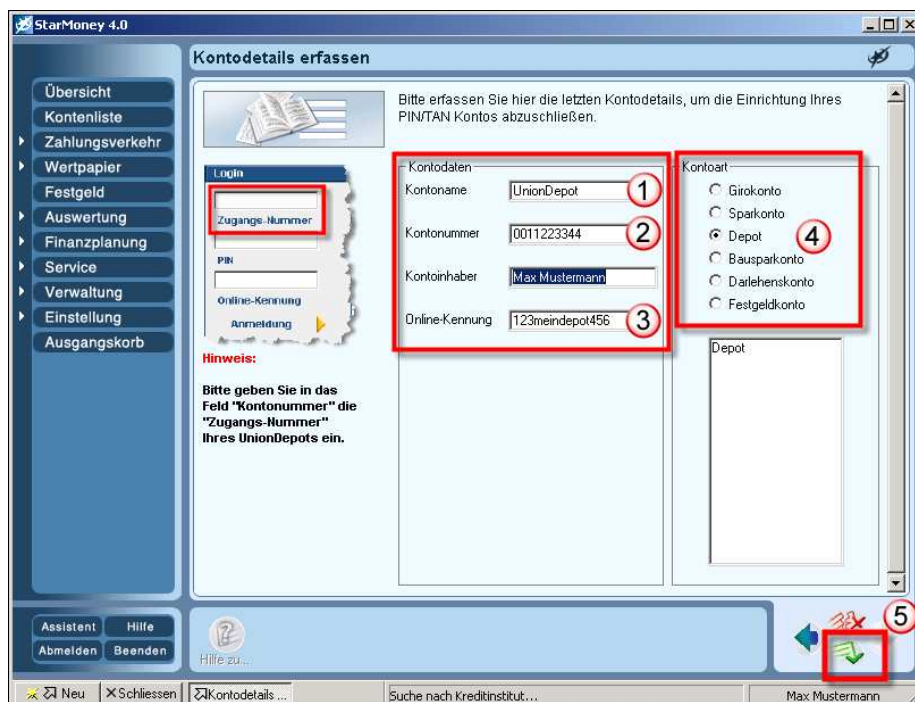 StarMoney 4.0
Kontodetails erfassen
Übersicht
Kontenliste
Zahlungsverkehr
Wertpapier
Festgeld
Auswertung
Finanzplanung
Service
Verwaltung
Einstellung
Ausgangskorb
Bitte erfassen Sie hier die letzten Kontodetails, um die Einrichtung Ihres
PIN/TAN Kontos abzuschließen.
Login
Zugangs-Nummer
PIN
Online-Kennung
Anmeldung
Hinweis:
Bitte geben Sie in das
Feld "Kontonummer" die
"Zugangs-Nummer"
Ihres UnionDepots ein.
Kontodaten
Kontoname UnionDepot 1
Kontonummer 0011223344 2
Kontoinhaber Max Mustermann
Online-Kennung 123meindepot456 3
Kontoart
Girokonto
Sparkonto
Depot 4
Bausparkonto
Darlehenskonto
Festgeldkonto
Depot
5
Assistent Hilfe
Abmelden Beenden
Hilfe zu...
Neu Schliessen Kontodetails ... Suche nach Kreditinstitut... Max Mustermann